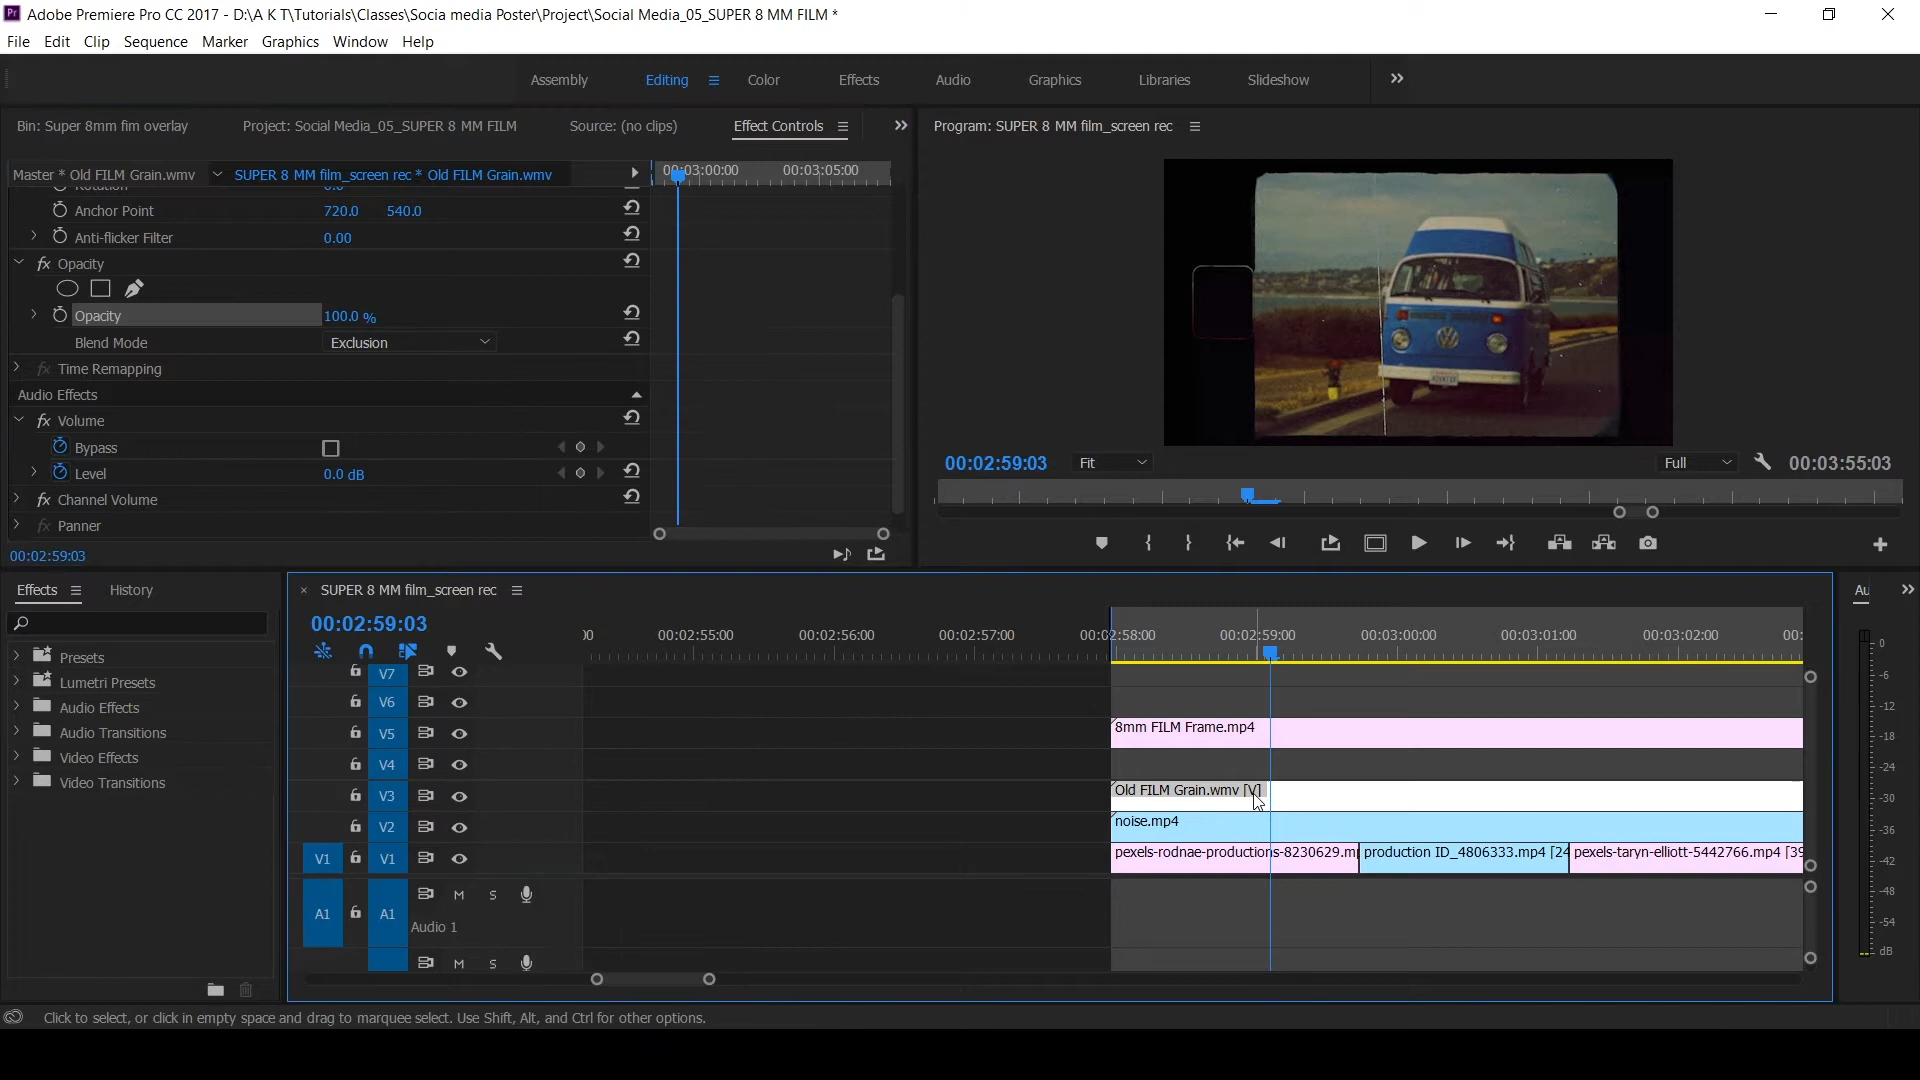 Adobe Premiere Pro CC 2017 - D:\A K T\Tutorials\Classes\Socia media Poster\Project\Social Media_05_SUPER 8 MM FILM *
File Edit Clip Sequence Marker Graphics Window Help
Assembly Editing Color Effects Audio Graphics Libraries Slideshow
Bin: Super 8mm fim overlay Project: Social Media_05_SUPER 8 MM FILM Source: (no clips) Effect Controls
Program: SUPER 8 MM film_screen rec
Master * Old FILM Grain.wmv SUPER 8 MM film_screen rec * Old FILM Grain.wmv
00:03:00:00 00:03:05:00
Anchor Point 720.0 540.0
Anti-flicker Filter 0.00
fx Opacity
Opacity 100.0 %
Blend Mode Exclusion
fx Time Remapping
Audio Effects
fx Volume
Bypass
Level 0.0 dB
fx Channel Volume
fx Panner
00:02:59:03
00:02:59:03 Fit Full 00:03:55:03
Effects History
Presets
Lumetri Presets
Audio Effects
Audio Transitions
Video Effects
Video Transitions
SUPER 8 MM film_screen rec
00:02:59:03
00 00:02:55:00 00:02:56:00 00:02:57:00 00:02:58:00 00:02:59:00 00:03:00:00 00:03:01:00 00:03:02:00 00:
V7
V6
V5 8mm FILM Frame.mp4
V4
V3 Old FILM Grain.wmv [V]
V2 noise.mp4
V1 V1 pexels-rodnae-productions-8230629.m production ID_4806333.mp4 [24 pexels-taryn-elliott-5442766.mp4 [39
A1 A1 M S
Audio 1
M S
Au
0
-6
-12
-18
-24
-30
-36
-42
-48
-54
dB
Click to select, or click in empty space and drag to marquee select. Use Shift, Alt, and Ctrl for other options.